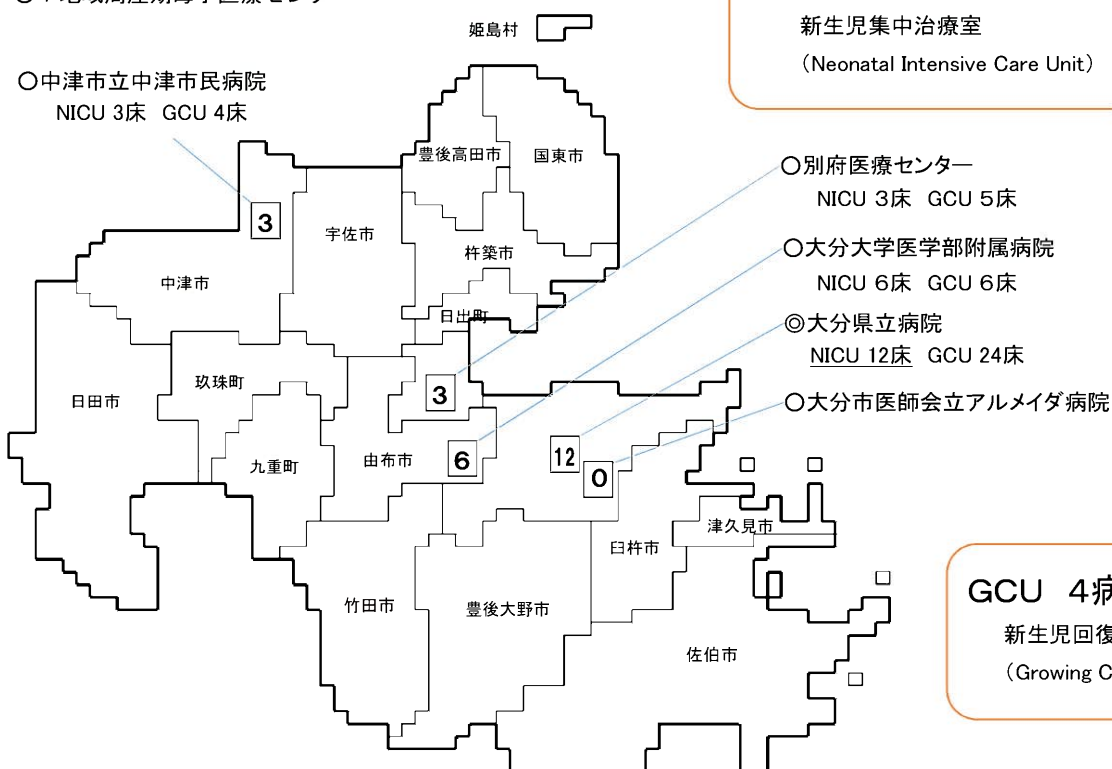 姫島村
新生児集中治療室
(Neonatal Intensive Care Unit)
○中津市立中津市民病院
NICU 3床 GCU 4床
豊後高田市
国東市
○別府医療センター
NICU 3床 GCU 5床
3
宇佐市
杵築市
○大分大学医学部附属病院
NICU 6床 GCU 6床
中津市
日出町
◎大分県立病院
NICU 12床 GCU 24床
玖珠町
日田市
3
○大分市医師会立アルメイダ病院
九重町
由布市
6
12
0
津久見市
臼杵市
竹田市
豊後大野市
佐伯市
GCU 4病
新生児回復
(Growing C